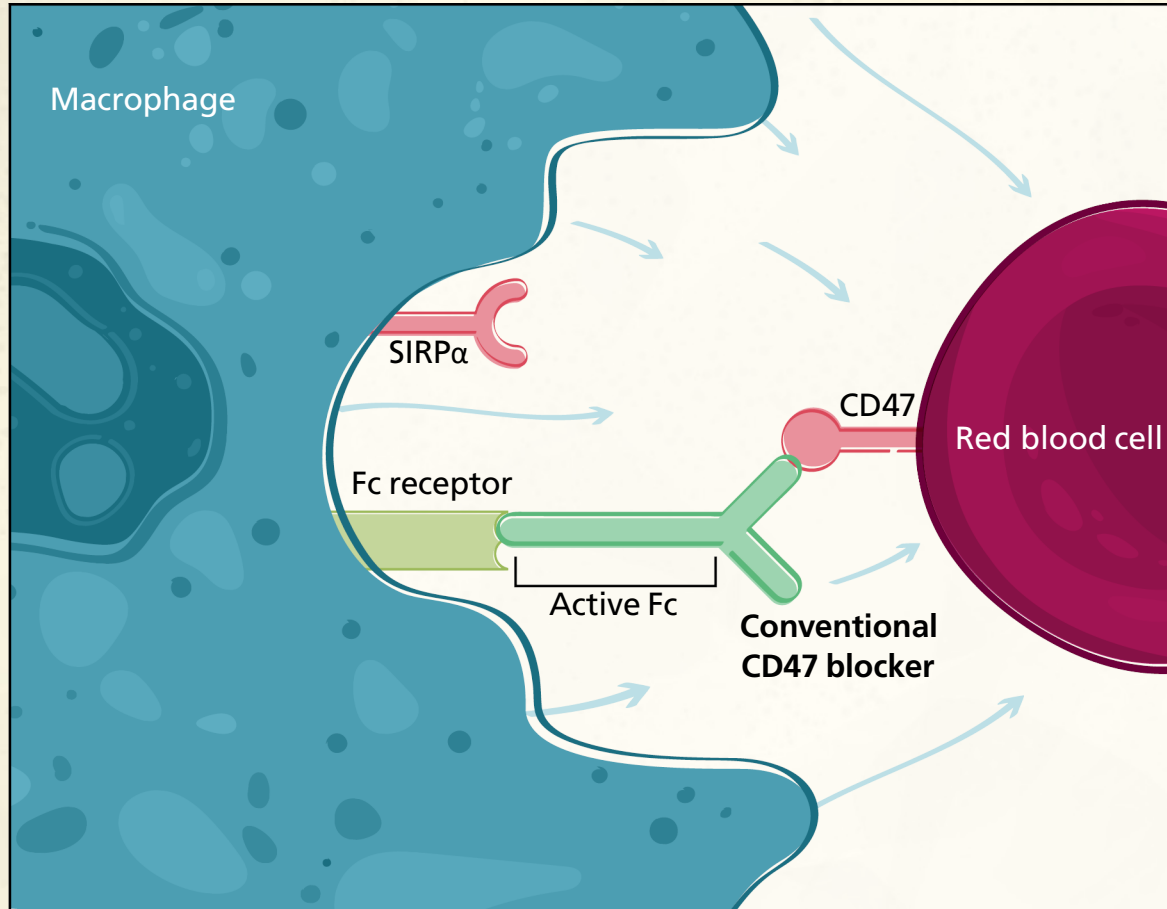 Macrophage
SIRPα
CD47
Red blood cell
Fc receptor
Active Fc
Conventional
CD47 blocker